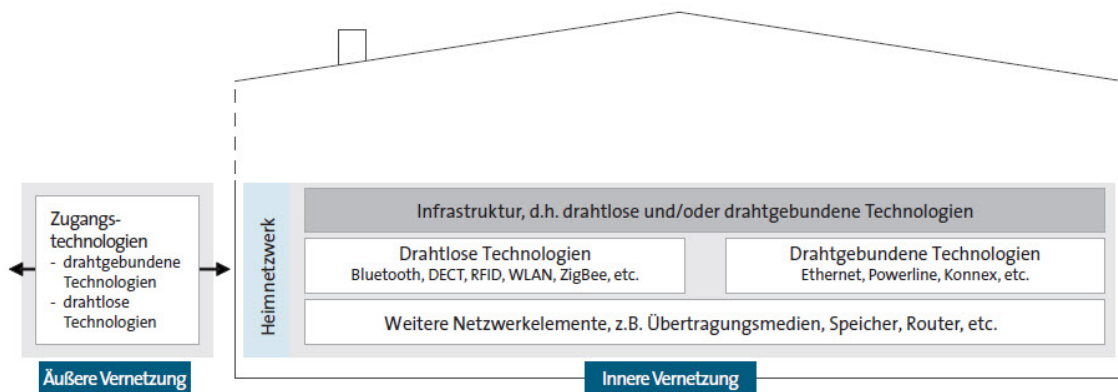 Zugangs-
technologien
- drahtgebundene
Technologien
- drahtlose
Technologien
Äußere Vernetzung
Heimnetzwerk
Infrastruktur, d.h. drahtlose und/oder drahtgebundene Technologien
Drahtlose Technologien
Bluetooth, DECT, RFID, WLAN, ZigBee, etc.
Drahtgebundene Technologien
Ethernet, Powerline, Konnex, etc.
Weitere Netzwerkelemente, z.B. Übertragungsmedien, Speicher, Router, etc.
Innere Vernetzung